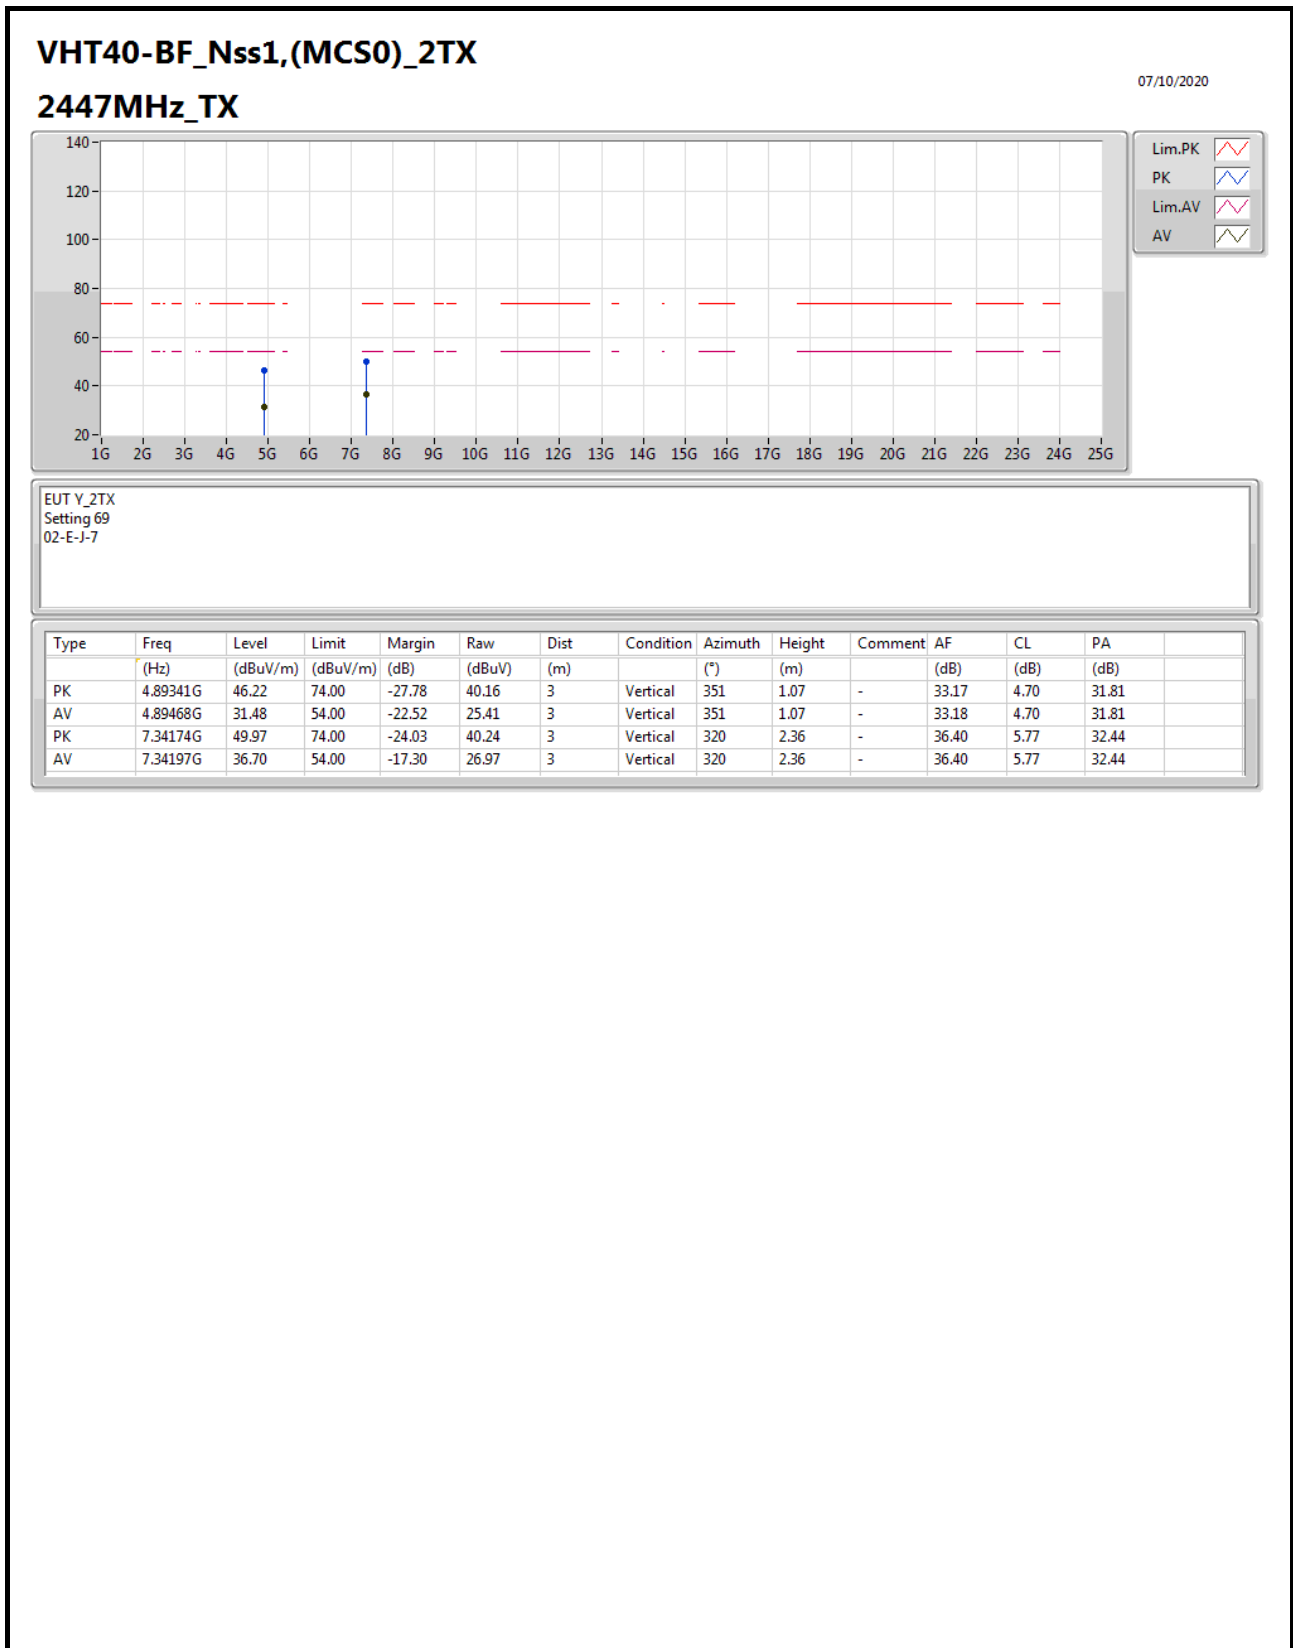 VHT40-BF_Nss1,(MCS0)_2TX
07/10/2020
2447MHz_TX
140
120
100
80
60
40
20
1G 2G 3G 4G 5G 6G 7G 8G 9G 10G 11G 12G 13G 14G 15G 16G 17G 18G 19G 20G 21G 22G 23G 24G 25G
Lim.PK
PK
Lim.AV
AV
EUT Y_2TX
Setting 69
02-E-J-7
Type Freq Level Limit Margin Raw Dist Condition Azimuth Height Comment AF CL PA
(Hz) (dBuV/m) (dBuV/m) (dB) (dBuV) (m) (°) (m) (dB) (dB) (dB)
PK 4.89341G 46.22 74.00 -27.78 40.16 3 Vertical 351 1.07 - 33.17 4.70 31.81
AV 4.89468G 31.48 54.00 -22.52 25.41 3 Vertical 351 1.07 - 33.18 4.70 31.81
PK 7.34174G 49.97 74.00 -24.03 40.24 3 Vertical 320 2.36 - 36.40 5.77 32.44
AV 7.34197G 36.70 54.00 -17.30 26.97 3 Vertical 320 2.36 - 36.40 5.77 32.44